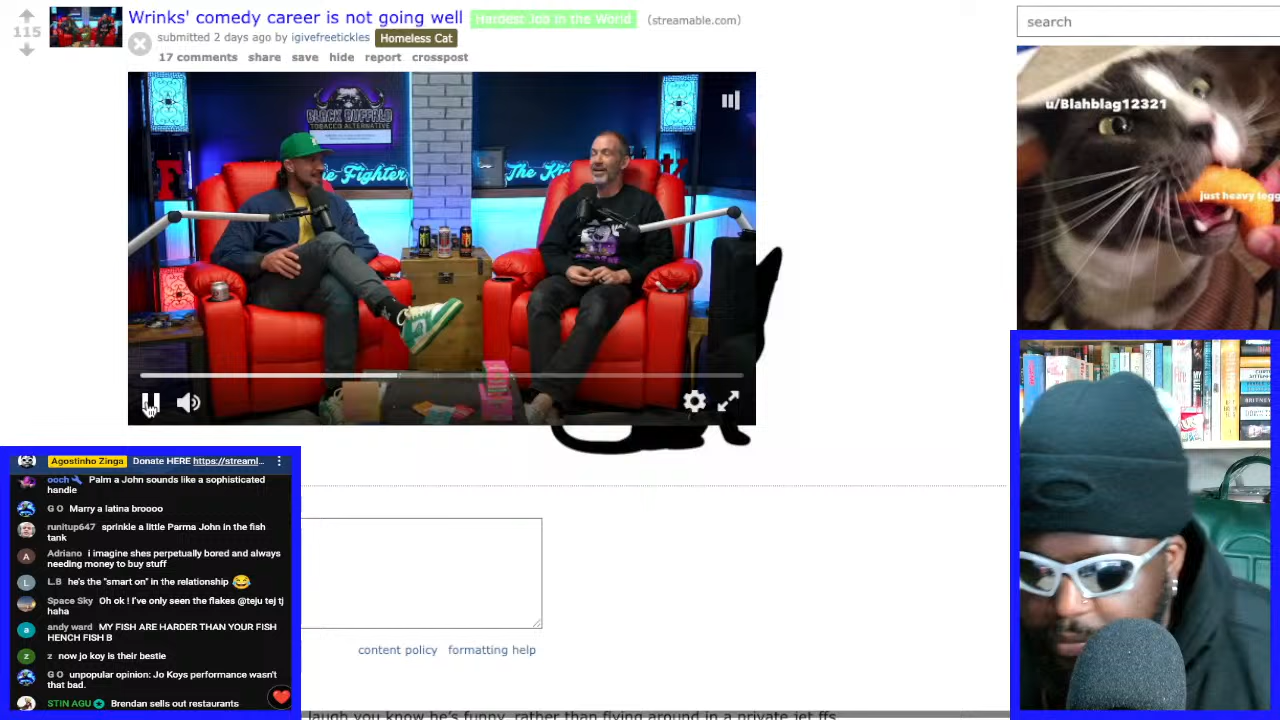 Wrinks' comedy career is not going well
Hardest Job in the World
(streamable.com)
115
submitted 2 days ago by igivefreetickles
Homeless Cat
17 comments share save hide report crosspost
search
u/Blahblag12321
BLACK BUFFALO
TOBACCO ALTERNATIVE
The
Agostinho Zinga Donate HERE https://streaml...
ooch Palm a John sounds like a sophisticated
handle
G O Marry a latina broooo
runitup647 sprinkle a little Parma John in the fish
tank
Adriano i imagine shes perpetually bored and always
needing money to buy stuff
L.B he's the "smart on" in the relationship 😂
Space Sky Oh ok ! I've only seen the flakes @teju tej tj
haha
andy ward MY FISH ARE HARDER THAN YOUR FISH
HENCH FISH B
z now jo koy is their bestie
G O unpopular opinion: Jo Koys performance wasn't
that bad.
STIN AGU Brendan sells out restaurants
content policy formatting help
laugh you know he's funny, rather than flying around in a private jet ffs